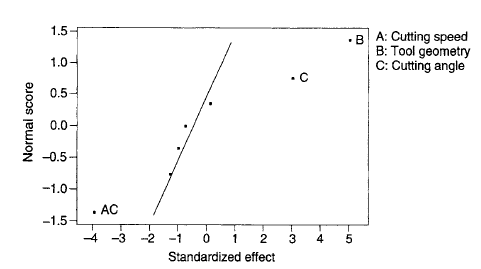 1.5
1.0
0.5
0.0
−0.5
−1.0
−1.5
Normal score
B
C
AC
A: Cutting speed
B: Tool geometry
C: Cutting angle
−4 −3 −2 −1 0 1 2 3 4 5
Standardized effect